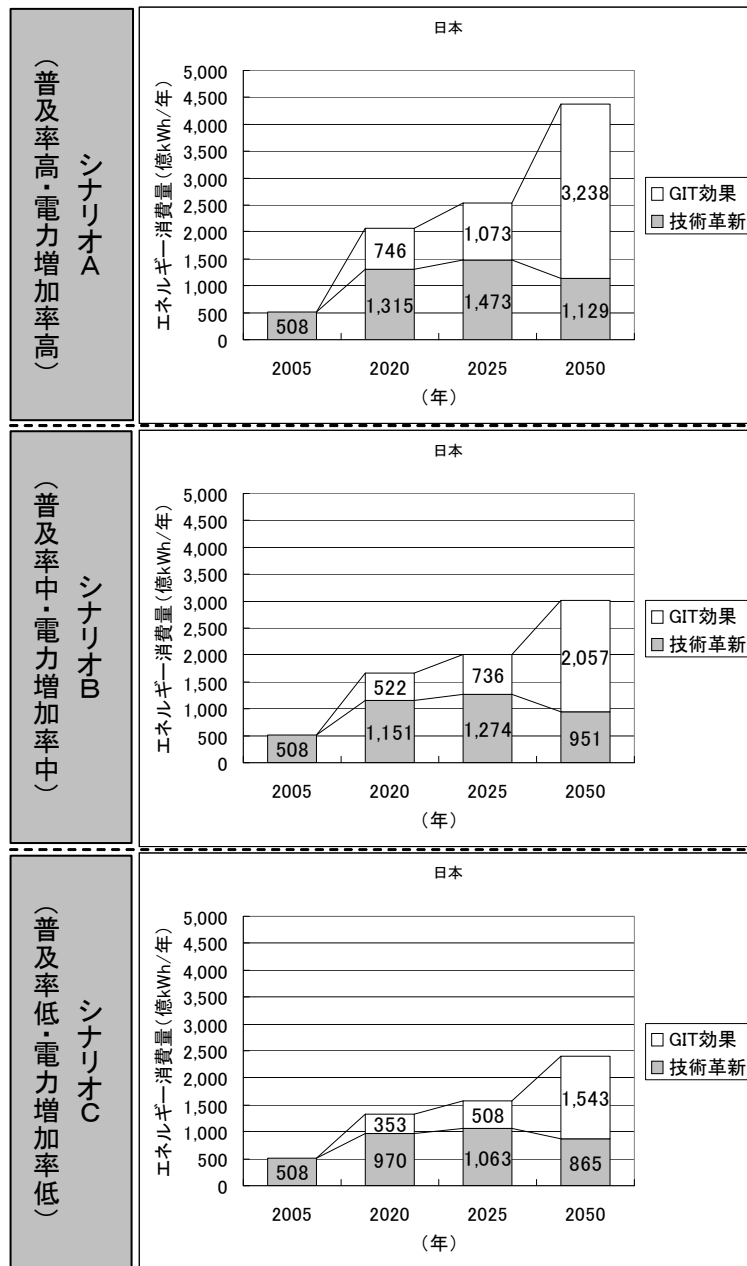 シナリオA
（普及率高・電力増加率高）
日本
エネルギー消費量（億kWh/年）
5,000
4,500
4,000
3,500
3,000
2,500
2,000
1,500
1,000
500
0
508
746
1,315
1,073
1,473
3,238
1,129
2005 2020 2025 2050
（年）
GIT効果
技術革新
シナリオB
（普及率中・電力増加率中）
日本
エネルギー消費量（億kWh/年）
5,000
4,500
4,000
3,500
3,000
2,500
2,000
1,500
1,000
500
0
508
522
1,151
736
1,274
2,057
951
2005 2020 2025 2050
（年）
GIT効果
技術革新
シナリオC
（普及率低・電力増加率低）
日本
エネルギー消費量（億kWh/年）
5,000
4,500
4,000
3,500
3,000
2,500
2,000
1,500
1,000
500
0
508
353
970
508
1,063
1,543
865
2005 2020 2025 2050
（年）
GIT効果
技術革新